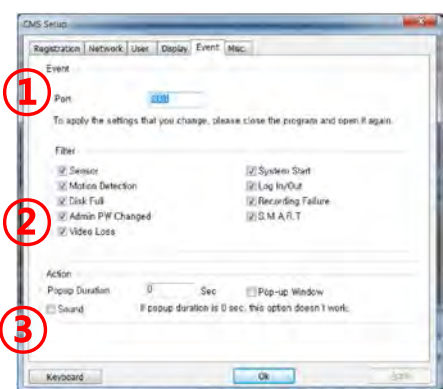 CMS Setup
Registration Network User Display Event Misc.
Event
1
Port
To apply the settings that you change, please close the program and open it again.
Filter
Sensor System Start
Motion Detection Log In/Out
Disk Full Recording Failure
2 Admin PW Changed S.M.A.R.T
Video Loss
Action
Popup Duration 0 Sec Pop-up Window
3 Sound If popup duration is 0 sec, this option doesn't work.
Keyboard Ok Apply